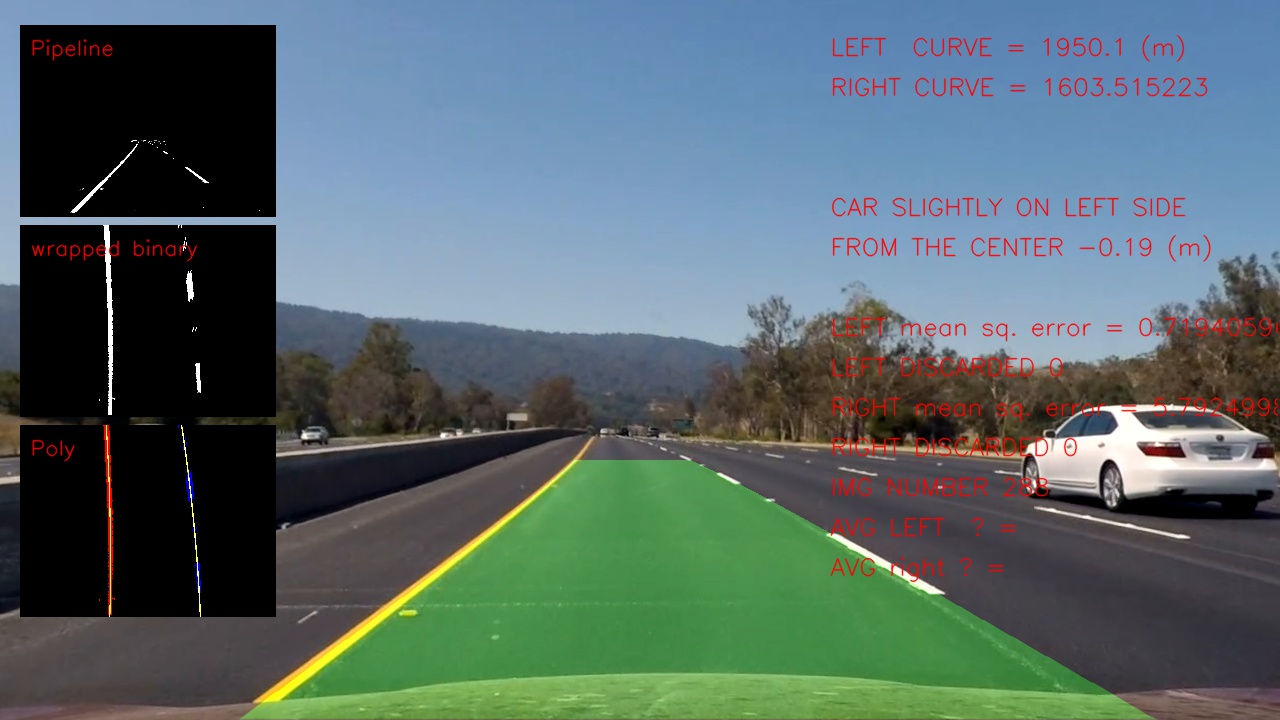 Pipeline
wrapped binary
Poly
LEFT CURVE = 1950.1 (m)
RIGHT CURVE = 1603.515223
CAR SLIGHTLY ON LEFT SIDE
FROM THE CENTER -0.19 (m)
LEFT mean sq. error = 0.7194059
LEFT DISCARDED 0
RIGHT mean sq. error = 5.792499
RIGHT DISCARDED 0
IMG NUMBER 288
AVG LEFT ? =
AVG right ? =